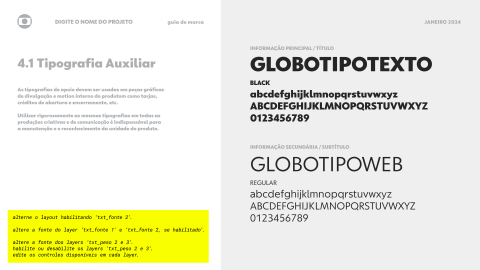 DIGITE O NOME DO PROJETO
guia de marca
JANEIRO 2024
4.1 Tipografia Auxiliar
As tipografias de apoio devem ser usadas em peças gráficas
de divulgação e motion interno de produtos como tarjas,
créditos de abertura e encerramento, etc.
Utilizar rigorosamente as mesmas tipografias em todas as
produções criativas e de comunicação é indispensável para
a manutenção e o reconhecimento da unidade do produto.
alterne o layout habilitando 'txt_fonte 2'.
altere a fonte do layer 'txt_fonte 1' e 'txt_fonte 2, se habilitado'.
altere a fonte dos layers 'txt_peso 1 e 3'.
habilite ou desabilite os layers 'txt_peso 2 e 3'.
edite os controles disponíveis em cada layer.
INFORMAÇÃO PRINCIPAL / TÍTULO
GLOBOTIPOTEXTO
BLACK
abcdefghijklmnopqrstuvwxyz
ABCDEFGHIJKLMNOPQRSTUVWXYZ
0123456789
INFORMAÇÃO SECUNDÁRIA / SUBTÍTULO
GLOBOTIPOWEB
REGULAR
abcdefghijklmnopqrstuvwxyz
ABCDEFGHIJKLMNOPQRSTUVWXYZ
0123456789